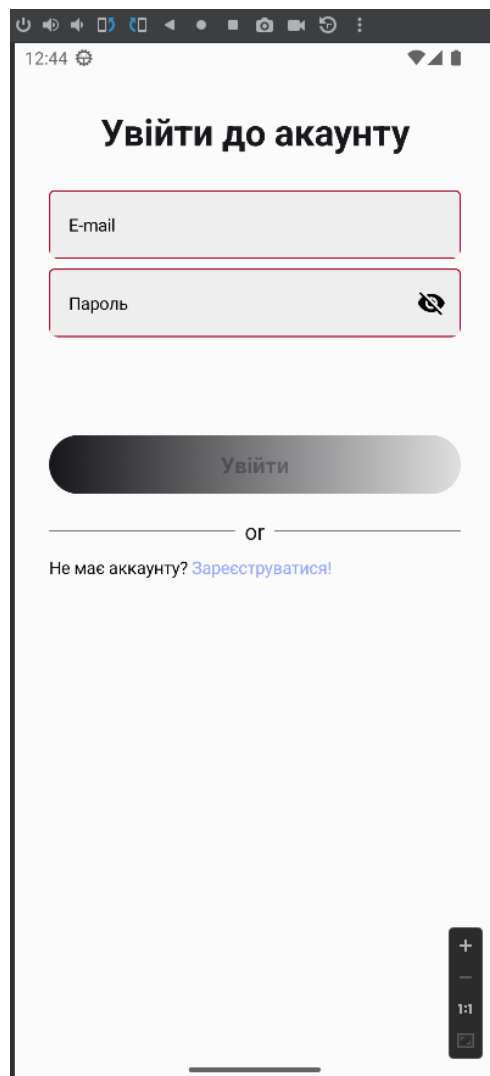 12:44
Увійти до акаунту
E-mail
Пароль
Увійти
or
Не має аккаунту? Зареєструватися!
1:1